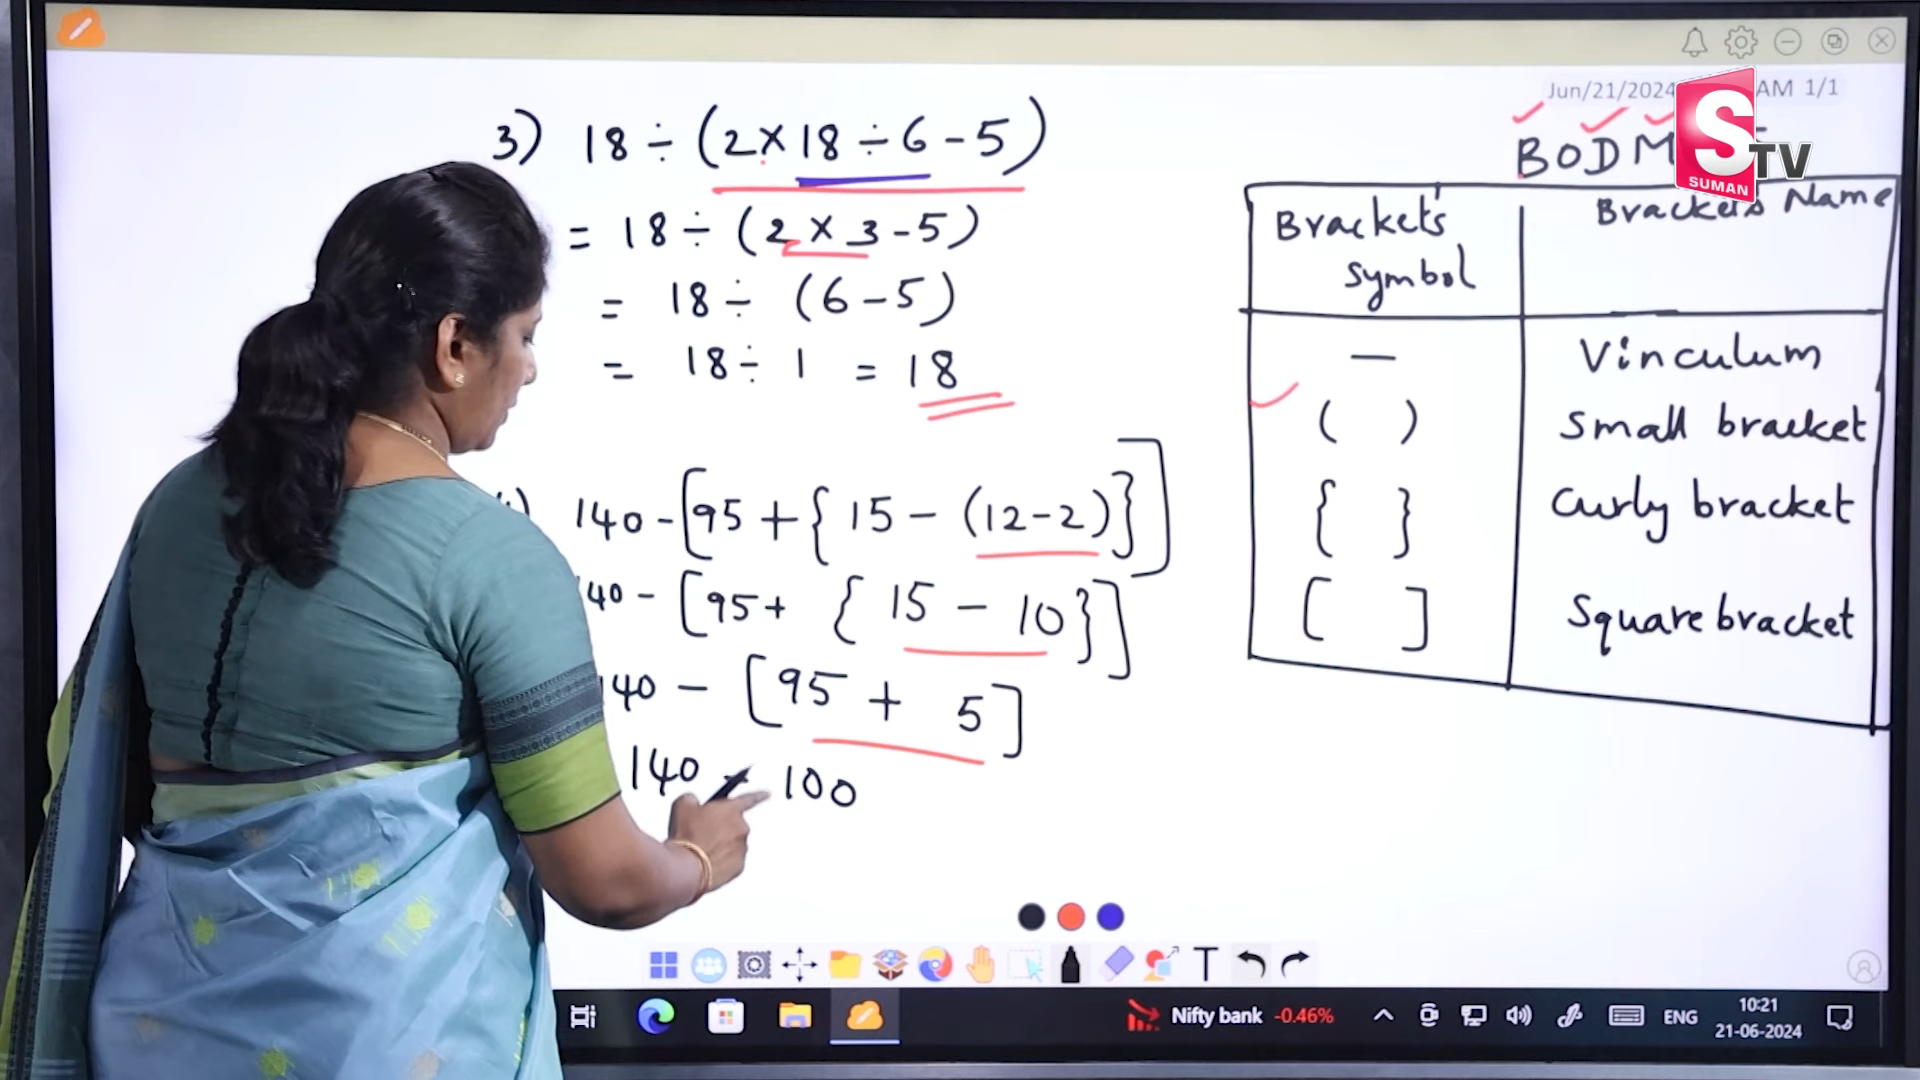 Jun/21/2024 AM 1/1
S TV
SUMAN
BODM
3) 18 ÷ (2 × 18 ÷ 6 - 5)
= 18 ÷ (2 × 3 - 5)
= 18 ÷ (6 - 5)
= 18 ÷ 1 = 18
140 - [95 + { 15 - (12 - 2)}]
140 - [95 + { 15 - 10}]
140 - [95 + 5]
140 - 100
Brackets symbol | Brackets Name
— | Vinculum
( ) | Small bracket
{ } | Curly bracket
[ ] | Square bracket
T
Nifty bank -0.46%
ENG
10:21
21-06-2024